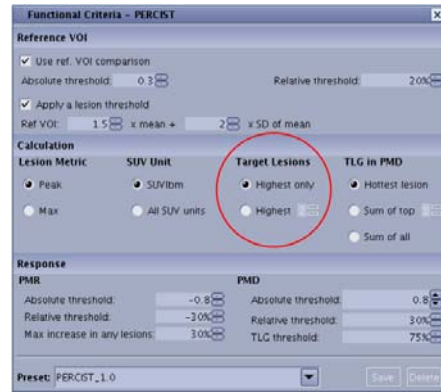 Functional Criteria - PERCIST
Reference VOI
Use ref. VOI comparison
Absolute threshold: 0.3 Relative threshold: 20%
Apply a lesion threshold
Ref VOI: 1.5 x mean + 2 x SD of mean
Calculation
Lesion Metric SUV Unit Target Lesions TLG in PMD
Peak SUVlbm Highest only Hottest lesion
Max All SUV units Highest Sum of top
Sum of all
Response
PMR PMD
Absolute threshold: -0.8 Absolute threshold: 0.8
Relative threshold: -30% Relative threshold: 30%
Max increase in any lesions: 30% TLG threshold: 75%
Preset: PERCIST_1.0 Save Delete